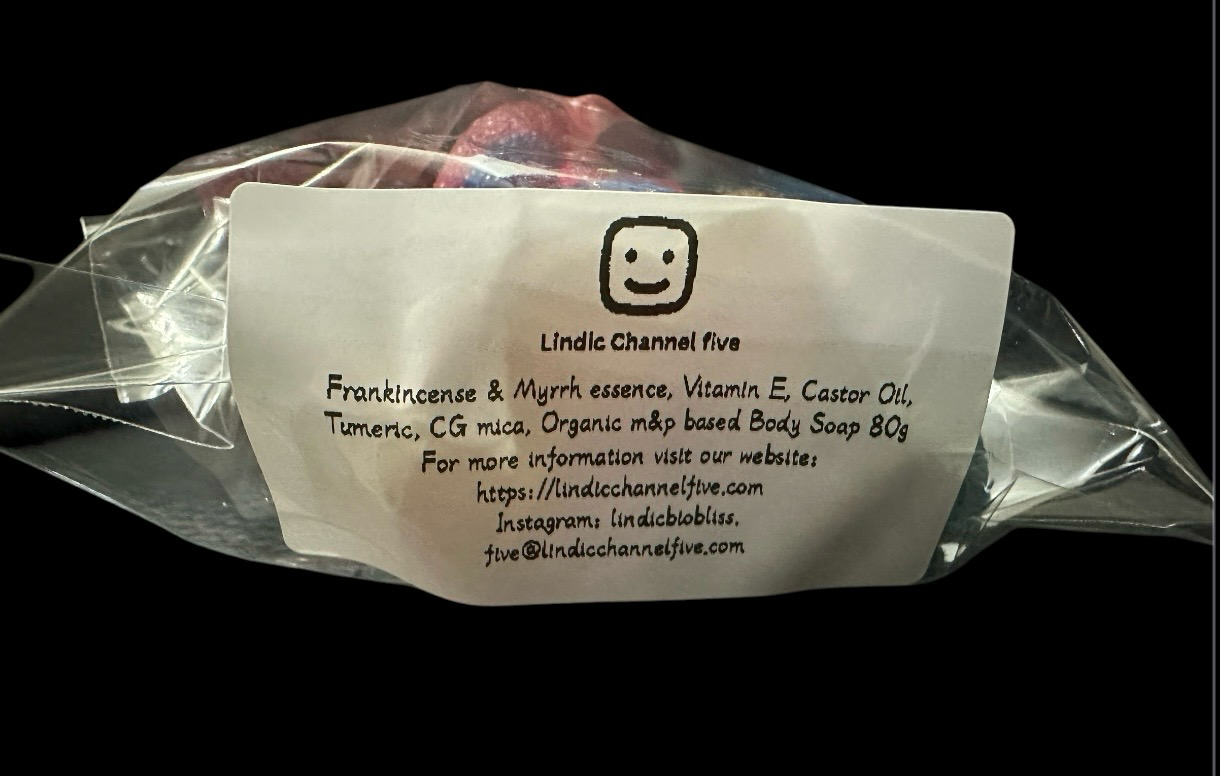 Lindic Channel five
Frankincense & Myrrh essence, Vitamin E, Castor Oil,
Tumeric, CG mica, Organic m&p based Body Soap 80g
For more information visit our website:
https://lindicchannelfive.com
Instagram: lindicbiobliss.
five@lindicchannelfive.com